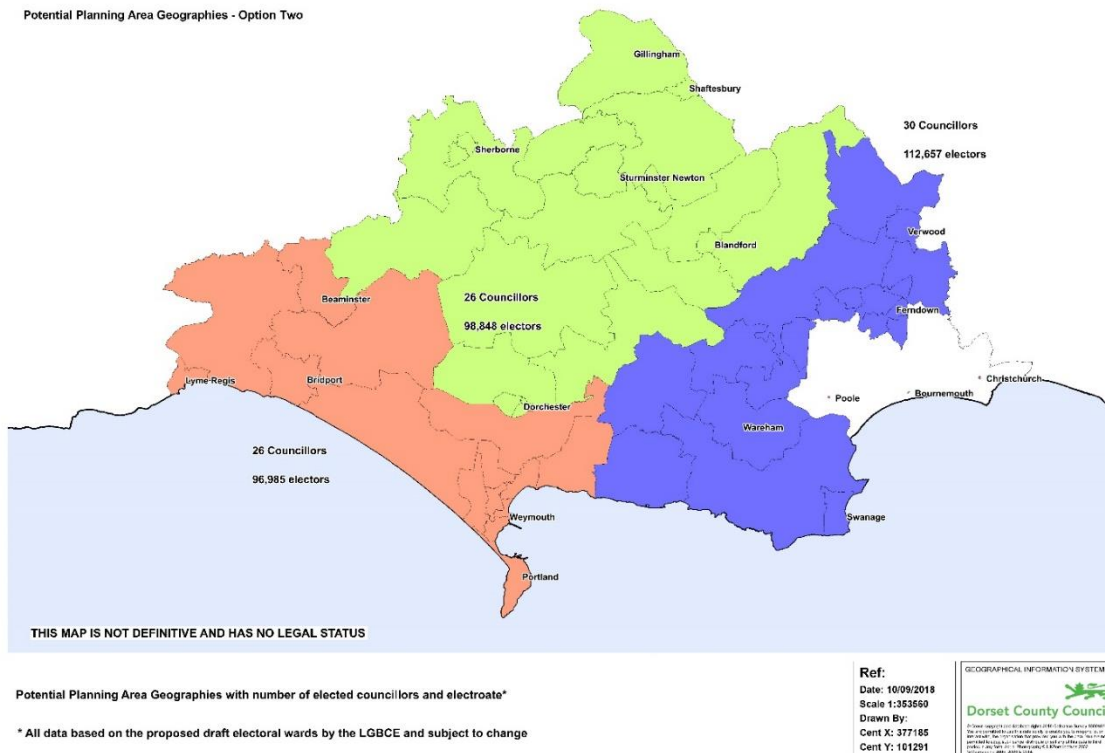 Potential Planning Area Geographies - Option Two
Gillingham
Shaftesbury
30 Councillors
112,657 electors
Sherborne
Sturminster Newton
Verwood
Blandford
Beaminster
26 Councillors
98,848 electors
Ferndown
Lyme Regis
Bridport
Christchurch
Bournemouth
Poole
Dorchester
Wareham
26 Councillors
96,985 electors
Weymouth
Swanage
Portland
THIS MAP IS NOT DEFINITIVE AND HAS NO LEGAL STATUS
Potential Planning Area Geographies with number of elected councillors and electroate*
* All data based on the proposed draft electoral wards by the LGBCE and subject to change
Ref:
Date: 10/09/2018
Scale 1:353560
Drawn By:
Cent X: 377185
Cent Y: 101291
GEOGRAPHICAL INFORMATION SYSTEM
Dorset County Counci